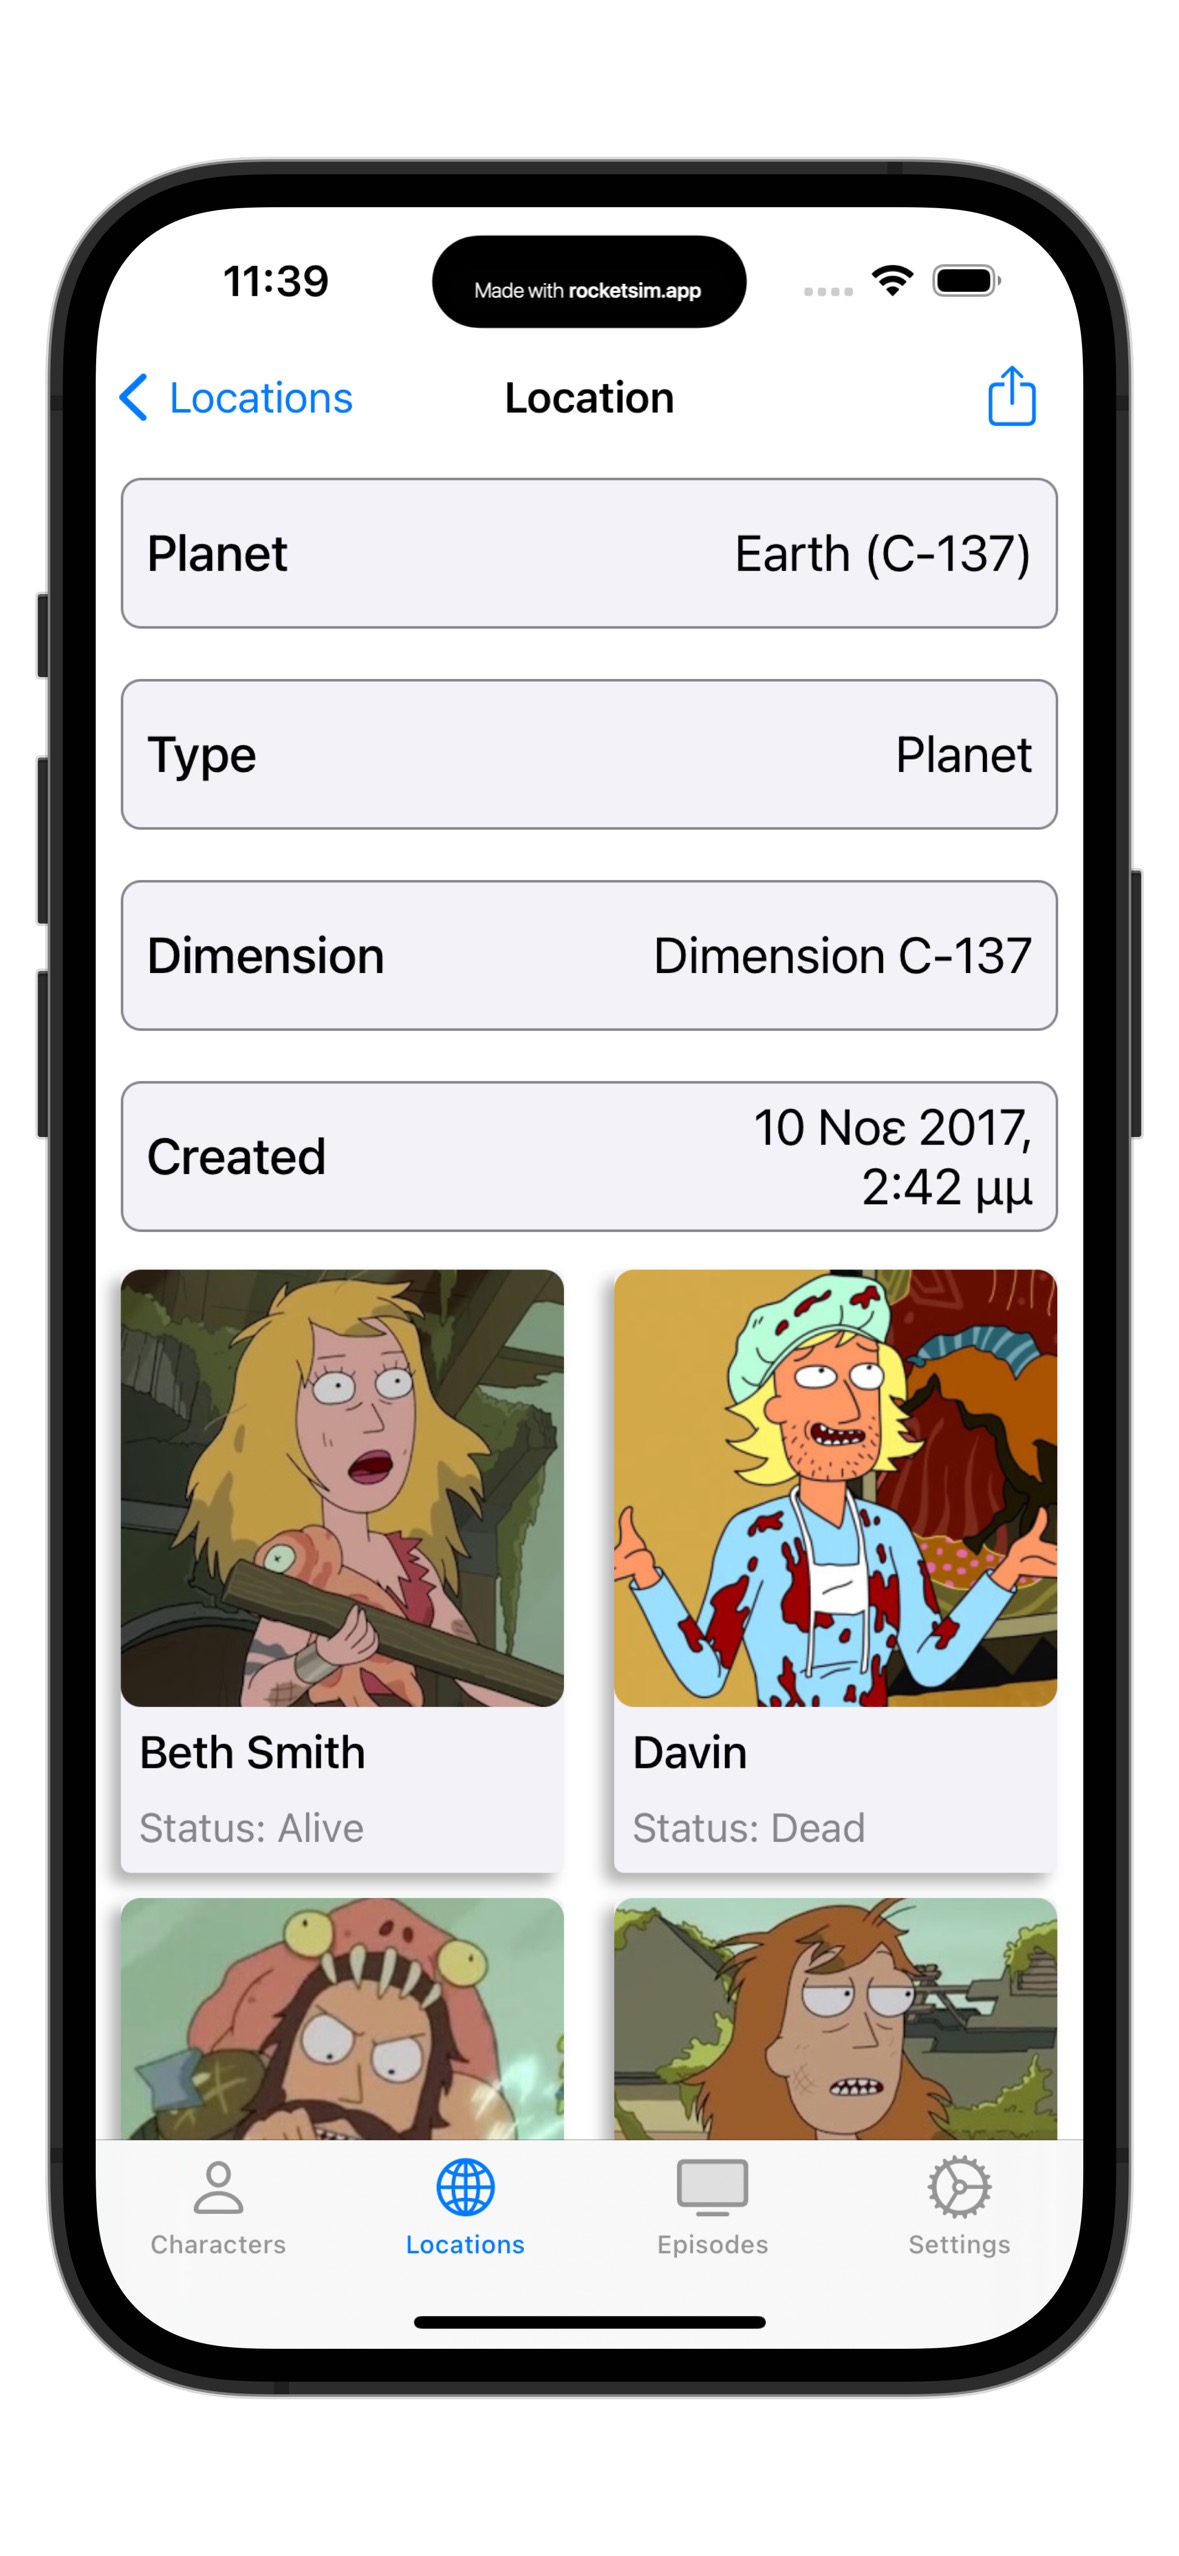 11:39
Made with rocketsim.app
Locations
Location
Planet
Earth (C-137)
Type
Planet
Dimension
Dimension C-137
Created
10 Νοε 2017,
2:42 μμ
Beth Smith
Davin
Status: Alive
Status: Dead
Characters
Locations
Episodes
Settings